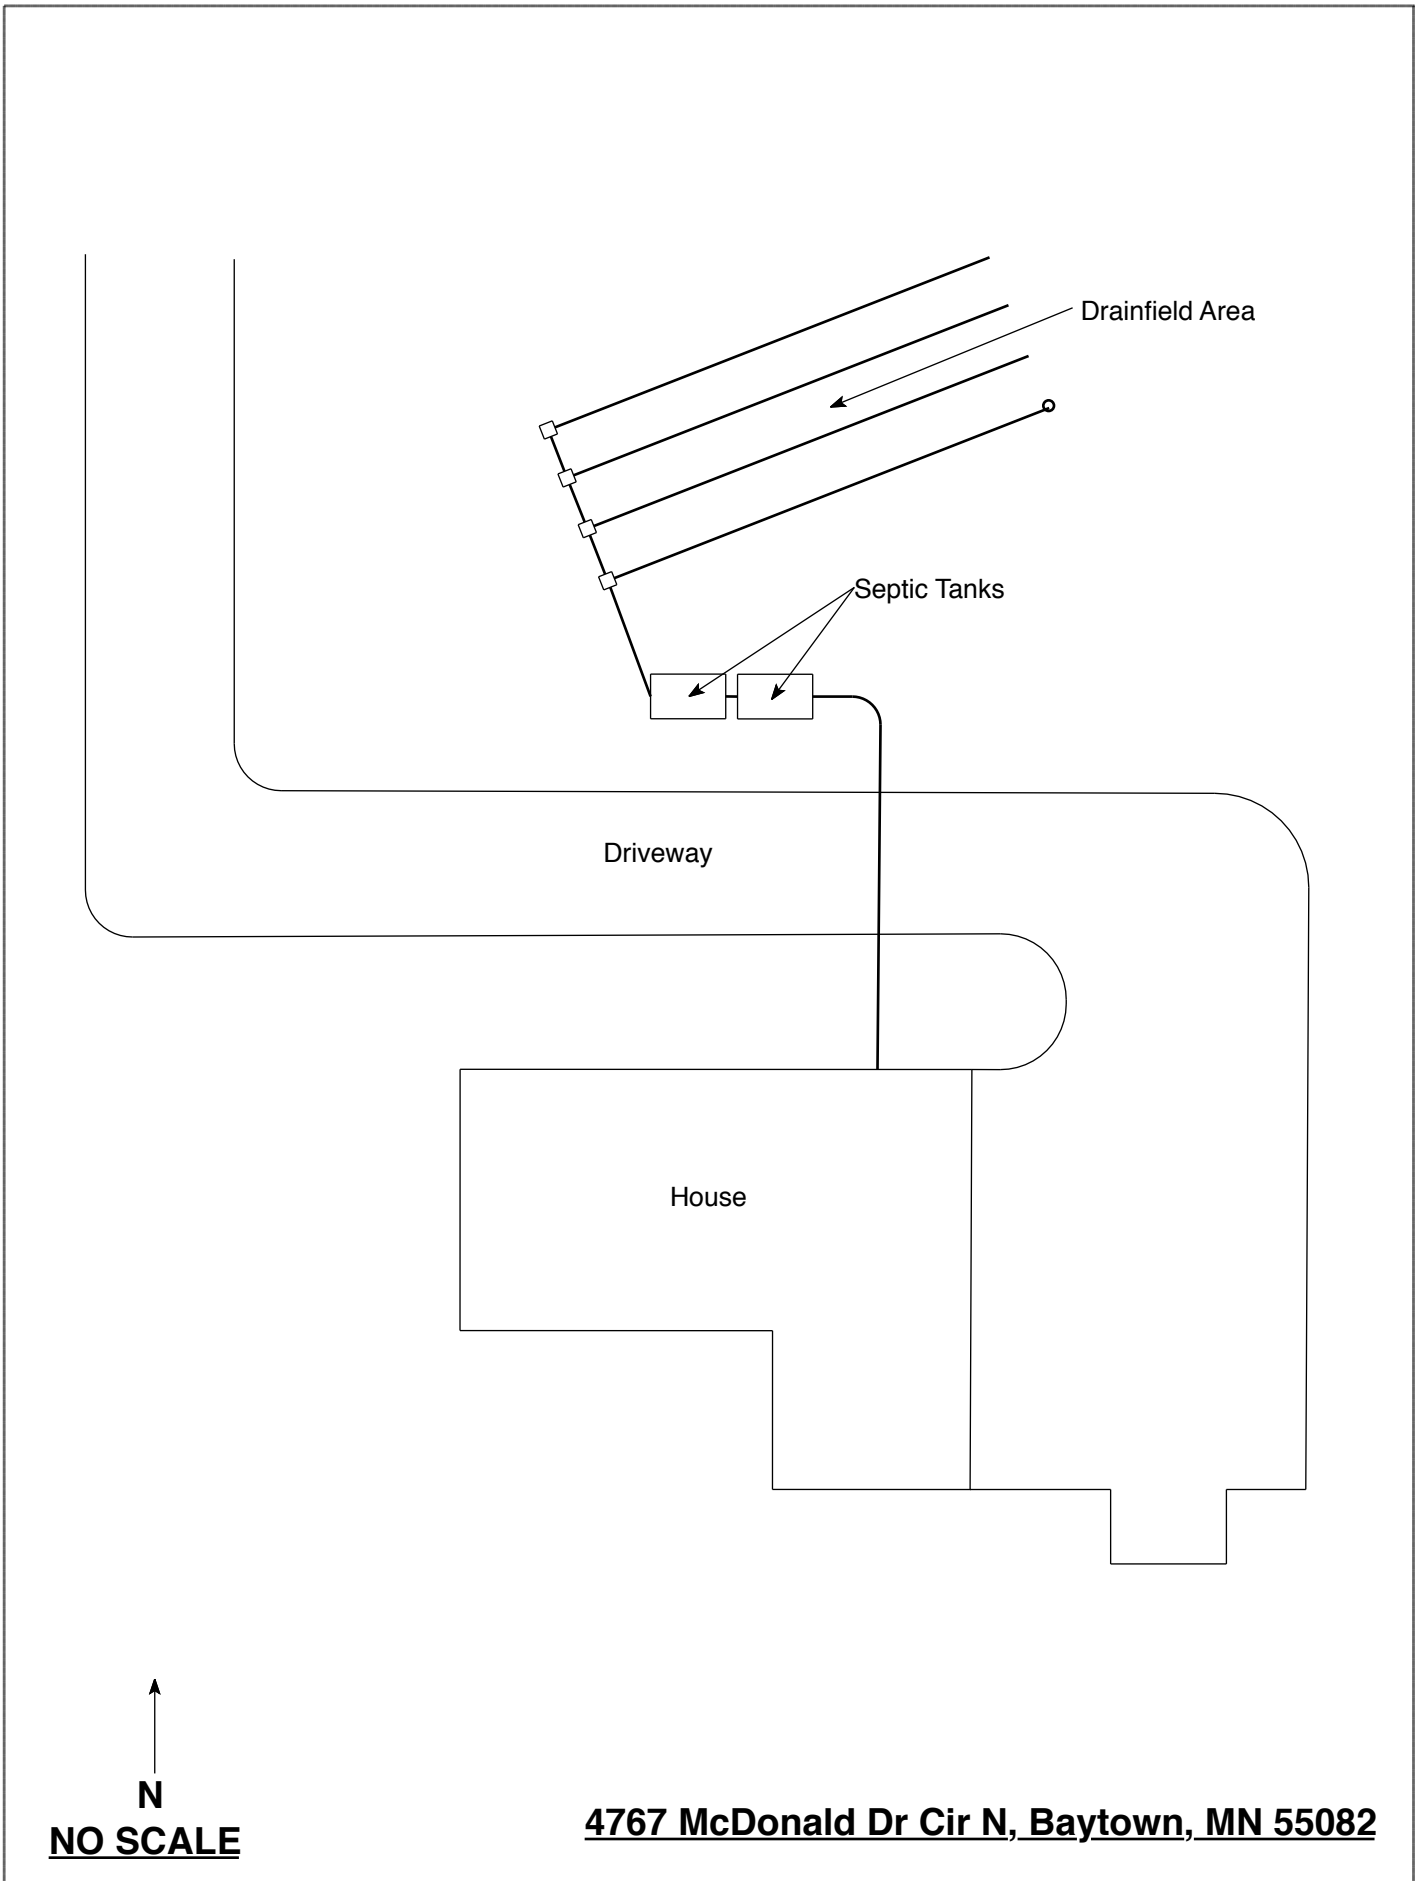 Drainfield Area
Septic Tanks
Driveway
House
N
NO SCALE
4767 McDonald Dr Cir N, Baytown, MN 55082